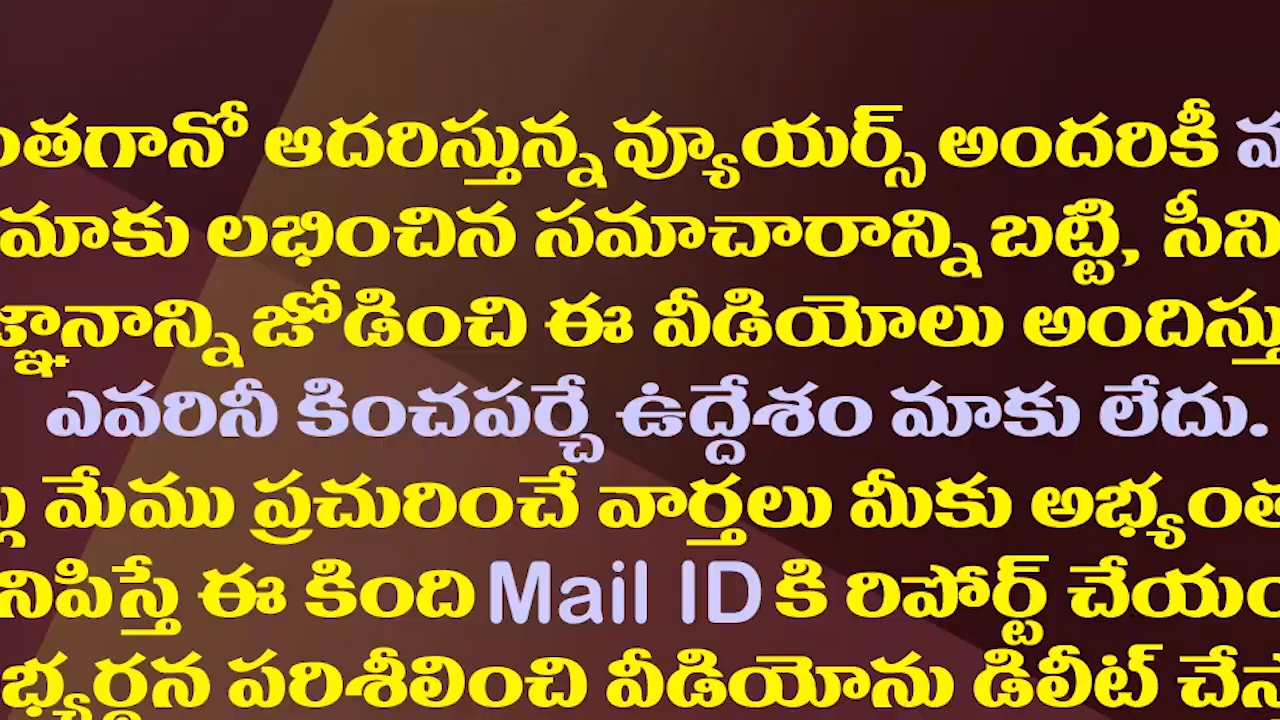 ంతగానో ఆదరిస్తున్న వ్యూయర్స్ అందరికీ
మాకు లభించిన సమాచారాన్ని బట్టి, సీని
జ్ఞానాన్ని జోడించి ఈ వీడియోలు అందిస్తు
ఎవరినీ కించపర్చే ఉద్దేశం మాకు లేదు.
మేము ప్రచురించే వార్తలు మీకు అభ్యంత
నిపిస్తే ఈ కింది Mail ID కి రిపోర్ట్ చేయం
భ్యర్థన పరిశీలించి వీడియోను డిలీట్ చేస